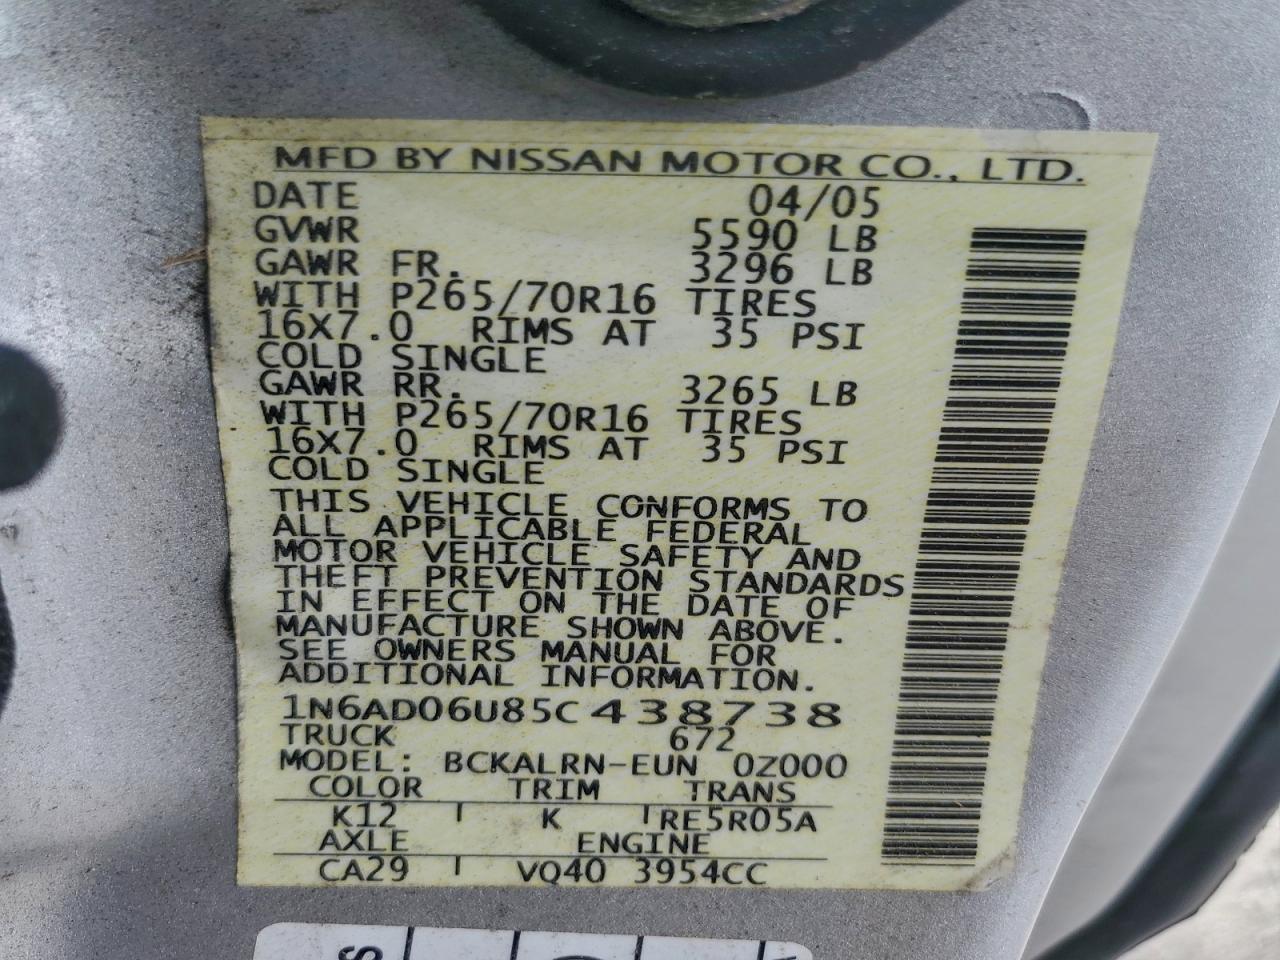 MFD BY NISSAN MOTOR CO., LTD.
DATE 04/05
GVWR 5590 LB
GAWR FR. 3296 LB
WITH P265/70R16 TIRES
16X7.0 RIMS AT 35 PSI
COLD SINGLE
GAWR RR. 3265 LB
WITH P265/70R16 TIRES
16X7.0 RIMS AT 35 PSI
COLD SINGLE
THIS VEHICLE CONFORMS TO
ALL APPLICABLE FEDERAL
MOTOR VEHICLE SAFETY AND
THEFT PREVENTION STANDARDS
IN EFFECT ON THE DATE OF
MANUFACTURE SHOWN ABOVE.
SEE OWNERS MANUAL FOR
ADDITIONAL INFORMATION.
1N6AD06U85C438738
TRUCK 672
MODEL: BCKALRN-EUN 0Z000
COLOR TRIM TRANS
K12 K RE5R05A
AXLE ENGINE
CA29 VQ40 3954CC